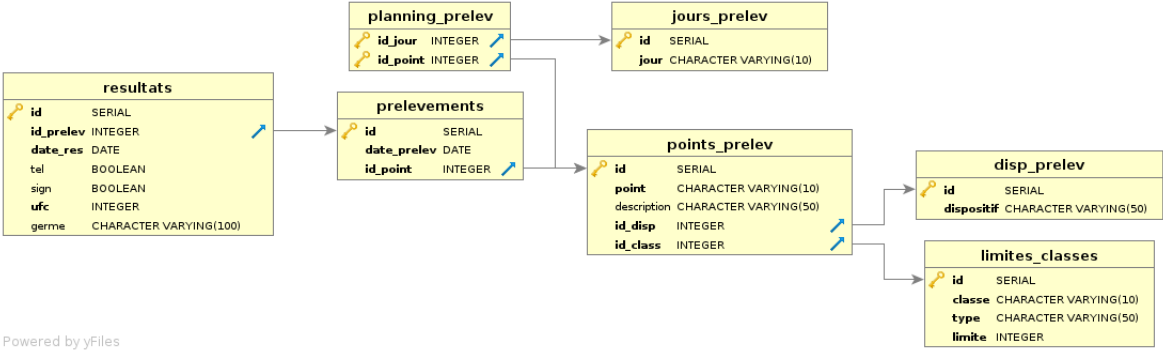 planning_prelev
id_jour INTEGER
id_point INTEGER
jours_prelev
id SERIAL
jour CHARACTER VARYING(10)
resultats
id SERIAL
id_prelev INTEGER
date_res DATE
tel BOOLEAN
sign BOOLEAN
ufc INTEGER
germe CHARACTER VARYING(100)
prelevements
id SERIAL
date_prelev DATE
id_point INTEGER
points_prelev
id SERIAL
point CHARACTER VARYING(10)
description CHARACTER VARYING(50)
id_disp INTEGER
id_class INTEGER
disp_prelev
id SERIAL
dispositif CHARACTER VARYING(50)
limites_classes
id SERIAL
classe CHARACTER VARYING(10)
type CHARACTER VARYING(50)
limite INTEGER
Powered by yFiles